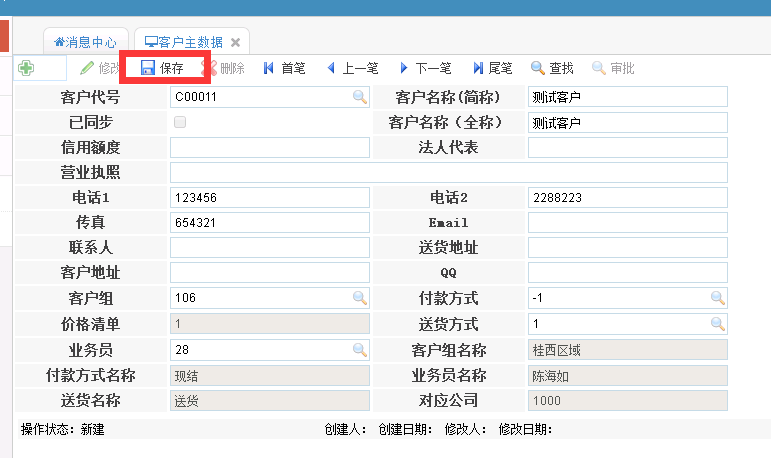 消息中心 客户主数据
修改 保存 删除 首笔 上一笔 下一笔 尾笔 查找 审批
客户代号 C00011 客户名称(简称) 测试客户
已同步 客户名称（全称） 测试客户
信用额度 法人代表
营业执照
电话1 123456 电话2 2288223
传真 654321 Email
联系人 送货地址
客户地址 QQ
客户组 106 付款方式 -1
价格清单 1 送货方式 1
业务员 28 客户组名称 桂西区域
付款方式名称 现结 业务员名称 陈海如
送货名称 送货 对应公司 1000
操作状态：新建 创建人： 创建日期： 修改人： 修改日期：